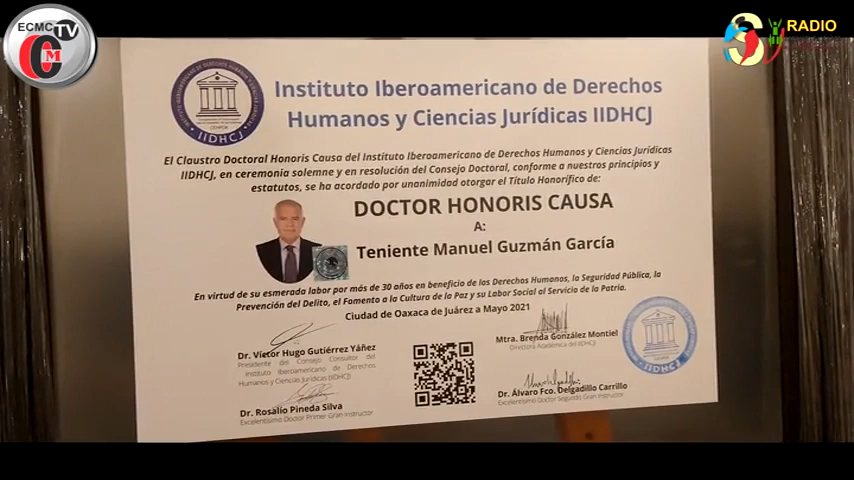 ECMC TV
CM
RADIO
Instituto Iberoamericano de Derechos
Humanos y Ciencias Jurídicas IIDHCJ
IIDHCJ
El Claustro Doctoral Honoris Causa del Instituto Iberoamericano de Derechos Humanos y Ciencias Jurídicas
IIDHCJ, en ceremonia solemne y en resolución del Consejo Doctoral, conforme a nuestros principios y
estatutos, se ha acordado por unanimidad otorgar el Título Honorífico de:
DOCTOR HONORIS CAUSA
A:
Teniente Manuel Guzmán García
En virtud de su esmerada labor por más de 30 años en beneficio de los Derechos Humanos, la Seguridad Pública, la
Prevención del Delito, el Fomento a la Cultura de la Paz y su Labor Social al Servicio de la Patria.
Ciudad de Oaxaca de Juárez a Mayo 2021
Dr. Víctor Hugo Gutiérrez Yáñez
Presidente del Consejo Consultor del
Instituto Iberoamericano de Derechos
Humanos y Ciencias Jurídicas (IIDHCJ)
Mtra. Brenda González Montiel
Directora Académica del IIDHCJ
Dr. Rosalio Pineda Silva
Excelentísimo Doctor Primer Gran Instructor
Dr. Álvaro Fco. Delgadillo Carrillo
Excelentísimo Doctor Segundo Gran Instructor
IIDHCJ